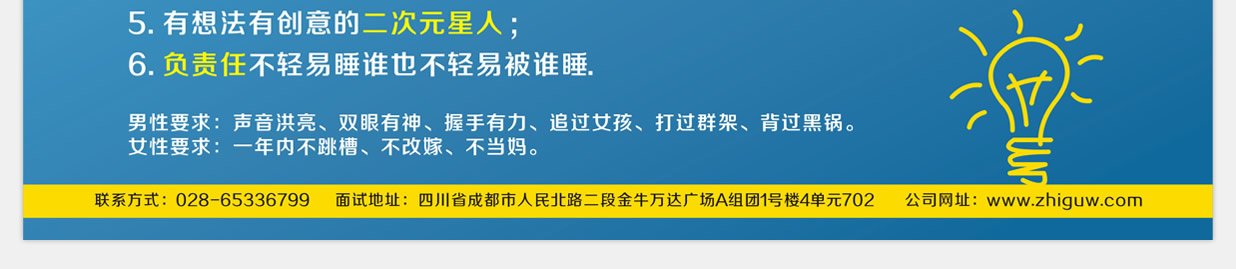 5. 有想法有创意的二次元星人；
6. 负责任不轻易睡谁也不轻易被谁睡.
男性要求：声音洪亮、双眼有神、握手有力、追过女孩、打过群架、背过黑锅。
女性要求：一年内不跳槽、不改嫁、不当妈。
联系方式：028-65336799 面试地址：四川省成都市人民北路二段金牛万达广场A组团1号楼4单元702 公司网址：www.zhiguw.com